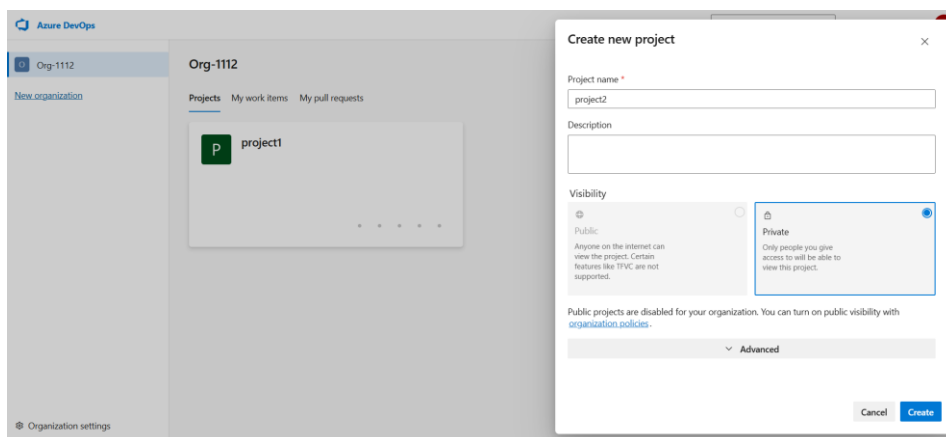 Azure DevOps
O Org-1112
New organization
Org-1112
Projects My work items My pull requests
P project1
Organization settings
Create new project
Project name *
project2
Description
Visibility
Public
Anyone on the internet can
view the project. Certain
features like TFVC are not
supported.
Private
Only people you give
access to will be able to
view this project.
Public projects are disabled for your organization. You can turn on public visibility with
organization policies.
Advanced
Cancel Create